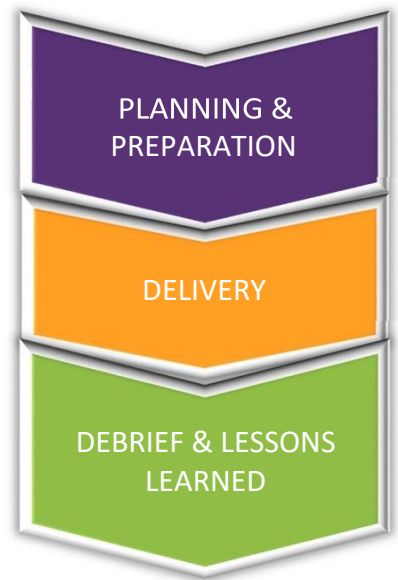 PLANNING &
PREPARATION
DELIVERY
DEBRIEF & LESSONS
LEARNED